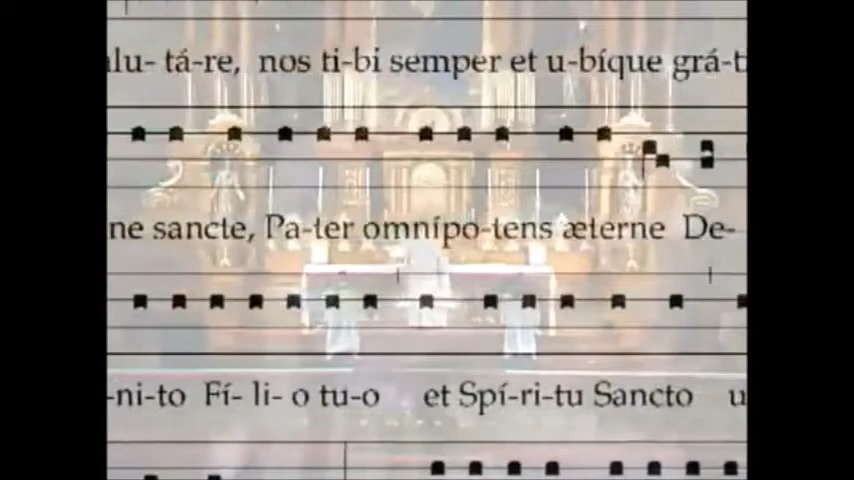 lu- tá-re, nos ti-bi semper et u-bíque grá-t
ne sancte, Pa-ter omnípo-tens æterne De-
-ni-to Fí- li- o tu-o et Spí-ri-tu Sancto u